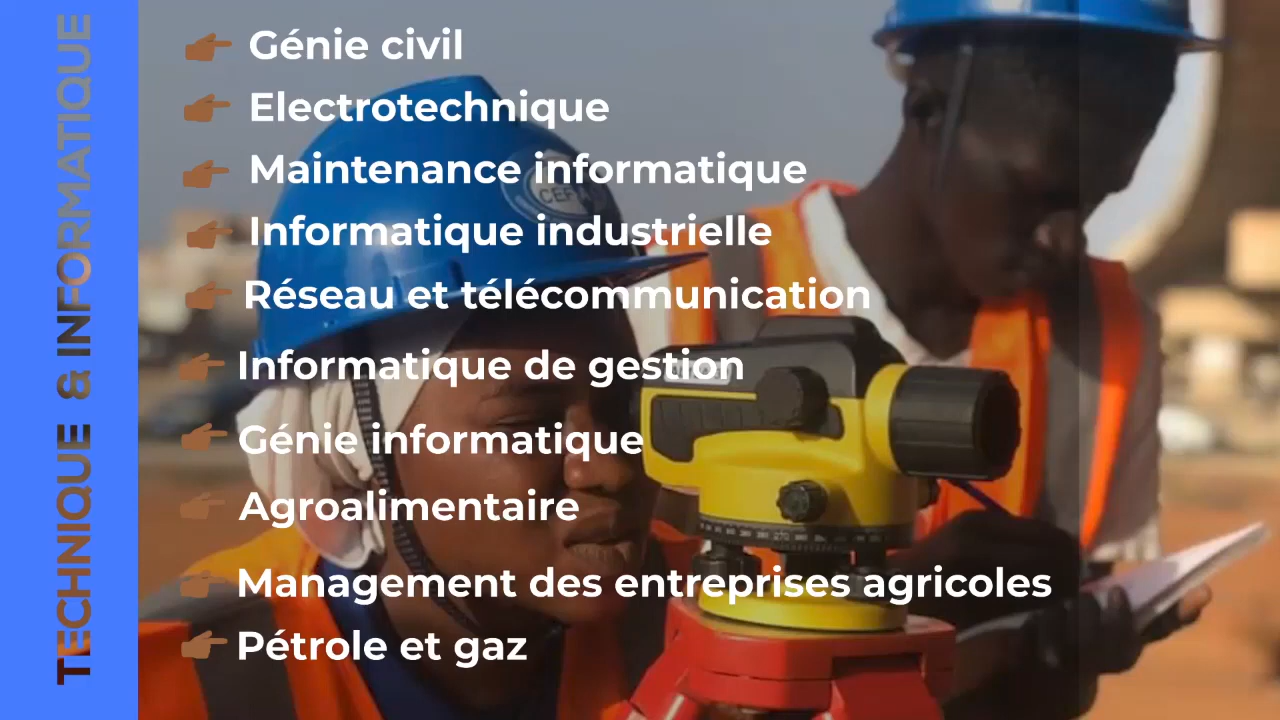 TECHNIQUE & INFORMATIQUE
Génie civil
Electrotechnique
Maintenance informatique
Informatique industrielle
Réseau et télécommunication
Informatique de gestion
Génie informatique
Agroalimentaire
Management des entreprises agricoles
Pétrole et gaz